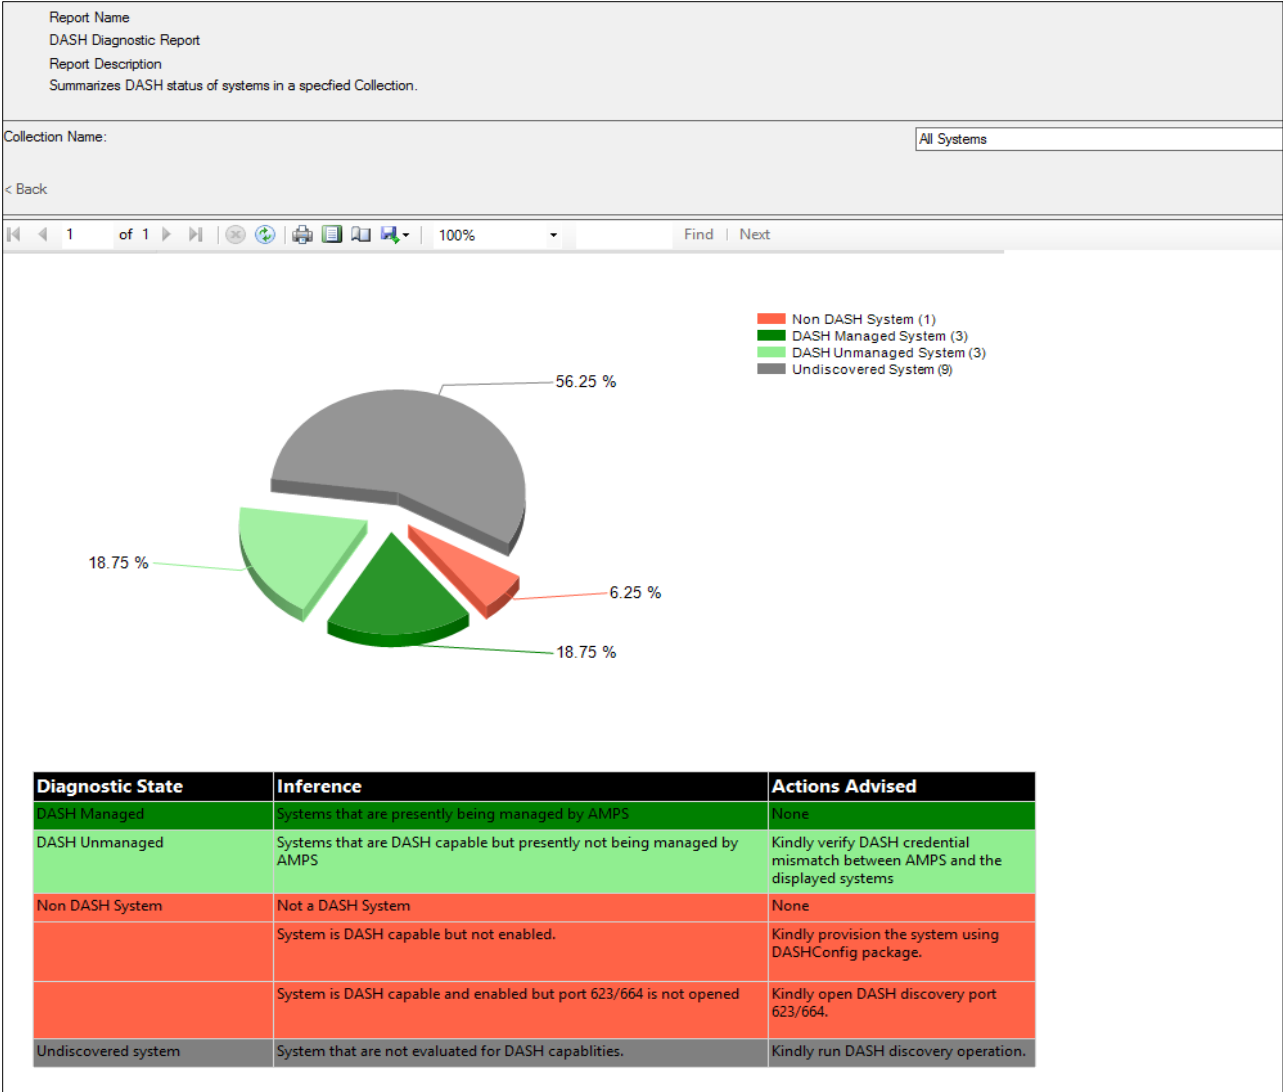 Report Name
DASH Diagnostic Report
Report Description
Summarizes DASH status of systems in a specfied Collection.
Collection Name:
All Systems
< Back
1 of 1 100% Find | Next
Non DASH System (1)
DASH Managed System (3)
DASH Unmanaged System (3)
Undiscovered System (9)
56.25 %
18.75 %
6.25 %
18.75 %
Diagnostic State Inference Actions Advised
DASH Managed Systems that are presently being managed by AMPS None
DASH Unmanaged Systems that are DASH capable but presently not being managed by
AMPS
Kindly verify DASH credential
mismatch between AMPS and the
displayed systems
Non DASH System Not a DASH System None
System is DASH capable but not enabled.
Kindly provision the system using
DASHConfig package.
System is DASH capable and enabled but port 623/664 is not opened
Kindly open DASH discovery port
623/664.
Undiscovered system System that are not evaluated for DASH capablities. Kindly run DASH discovery operation.